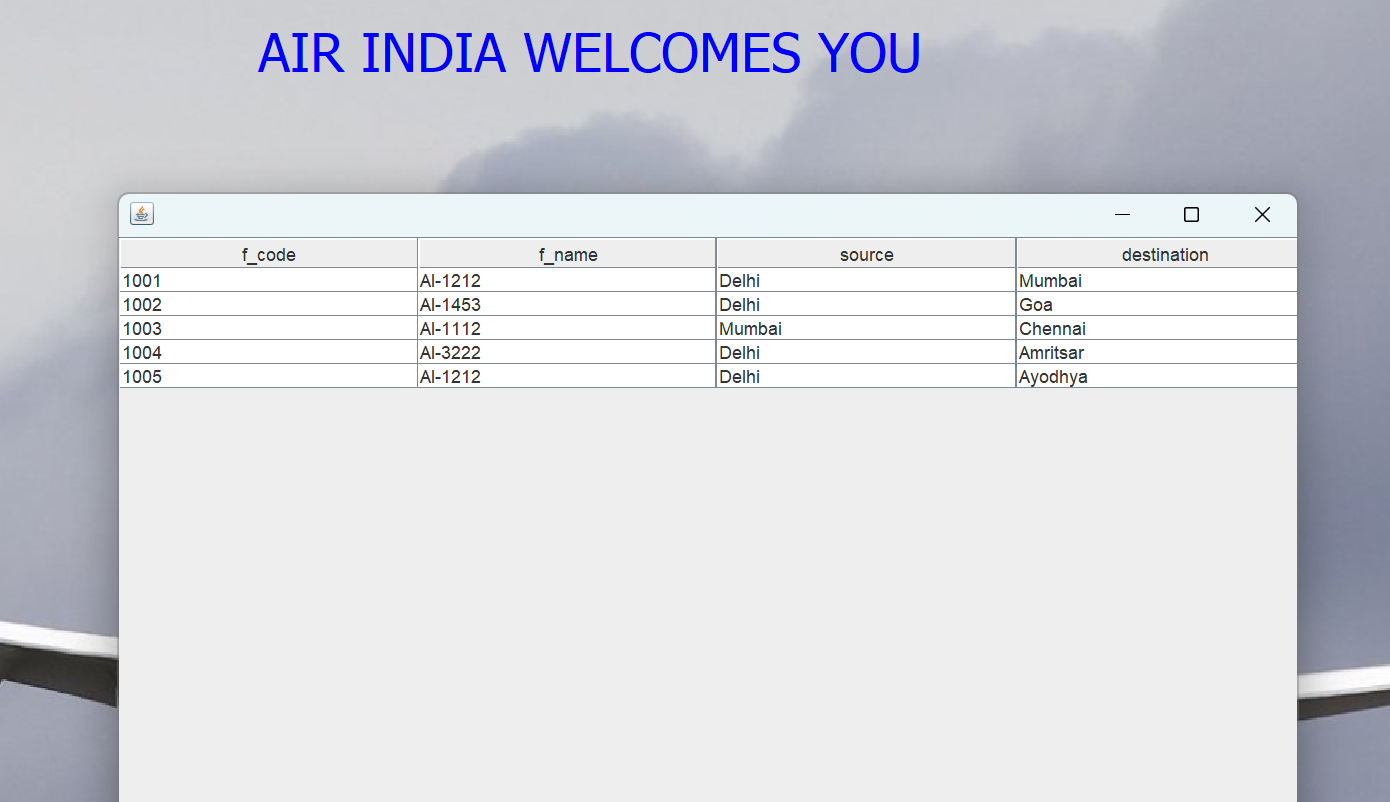 AIR INDIA WELCOMES YOU
f_code f_name source destination
1001 AI-1212 Delhi Mumbai
1002 AI-1453 Delhi Goa
1003 AI-1112 Mumbai Chennai
1004 AI-3222 Delhi Amritsar
1005 AI-1212 Delhi Ayodhya